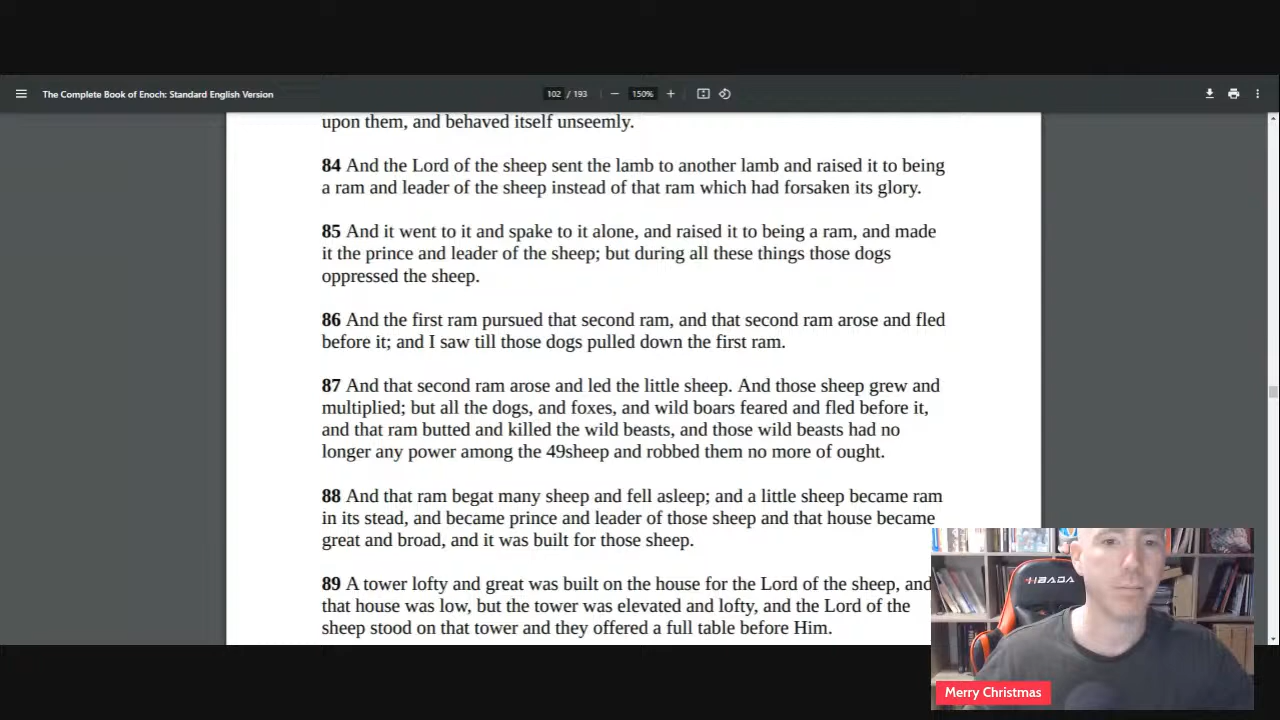 The Complete Book of Enoch: Standard English Version
102 / 193
150%
upon them, and behaved itself unseemly.
84 And the Lord of the sheep sent the lamb to another lamb and raised it to being
a ram and leader of the sheep instead of that ram which had forsaken its glory.
85 And it went to it and spake to it alone, and raised it to being a ram, and made
it the prince and leader of the sheep; but during all these things those dogs
oppressed the sheep.
86 And the first ram pursued that second ram, and that second ram arose and fled
before it; and I saw till those dogs pulled down the first ram.
87 And that second ram arose and led the little sheep. And those sheep grew and
multiplied; but all the dogs, and foxes, and wild boars feared and fled before it,
and that ram butted and killed the wild beasts, and those wild beasts had no
longer any power among the 49sheep and robbed them no more of ought.
88 And that ram begat many sheep and fell asleep; and a little sheep became ram
in its stead, and became prince and leader of those sheep and that house became
great and broad, and it was built for those sheep.
89 A tower lofty and great was built on the house for the Lord of the sheep, and
that house was low, but the tower was elevated and lofty, and the Lord of the
sheep stood on that tower and they offered a full table before Him.
HBADA
Merry Christmas